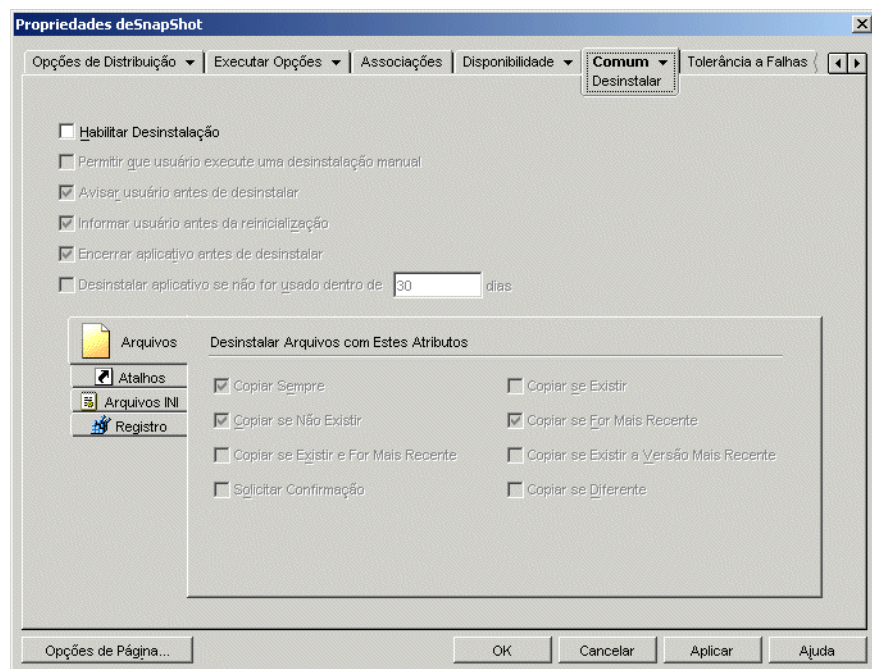 Propriedades deSnapShot
Opções de Distribuição Executar Opções Associações Disponibilidade Comum Tolerância a Falhas
Desinstalar
Habilitar Desinstalação
Permitir que usuário execute uma desinstalação manual
Avisar usuário antes de desinstalar
Informar usuário antes da reinicialização
Encerrar aplicativo antes de desinstalar
Desinstalar aplicativo se não for usado dentro de 30 dias
Arquivos
Atalhos
Arquivos INI
Registro
Desinstalar Arquivos com Estes Atributos
Copiar Sempre Copiar se Existir
Copiar se Não Existir Copiar se For Mais Recente
Copiar se Existir e For Mais Recente Copiar se Existir a Versão Mais Recente
Solicitar Confirmação Copiar se Diferente
Opções de Página... OK Cancelar Aplicar Ajuda